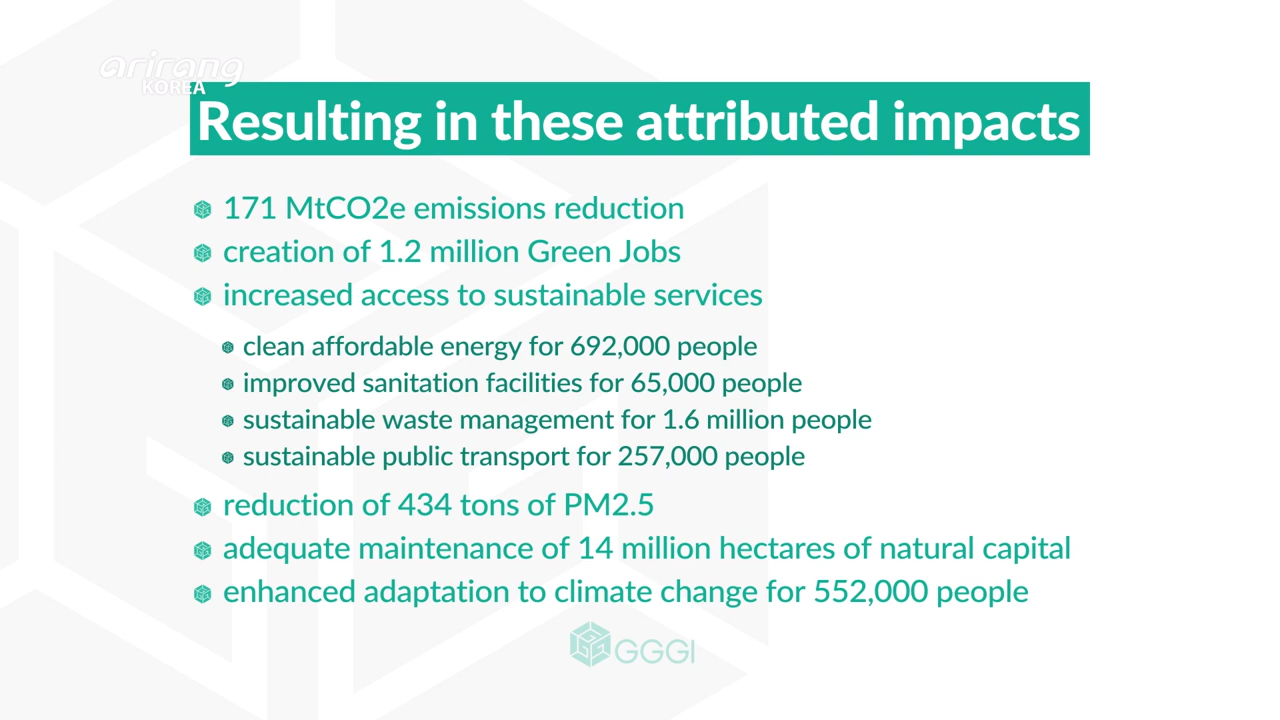 arirang
KOREA
Resulting in these attributed impacts
171 MtCO2e emissions reduction
creation of 1.2 million Green Jobs
increased access to sustainable services
clean affordable energy for 692,000 people
improved sanitation facilities for 65,000 people
sustainable waste management for 1.6 million people
sustainable public transport for 257,000 people
reduction of 434 tons of PM2.5
adequate maintenance of 14 million hectares of natural capital
enhanced adaptation to climate change for 552,000 people
GGGI